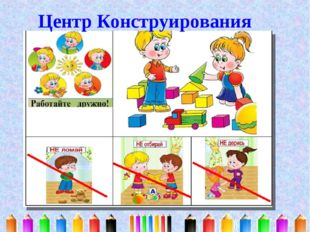 Центр Конструирования
Работайте дружно!
НЕ ломай
НЕ отбирай
НЕ дерись